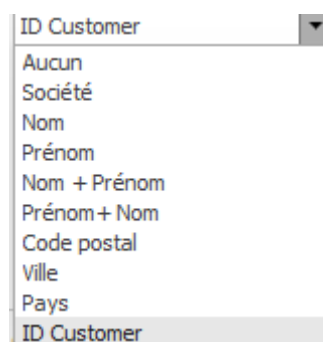 ID Customer
Aucun
Société
Nom
Prénom
Nom + Prénom
Prénom+ Nom
Code postal
Ville
Pays
ID Customer